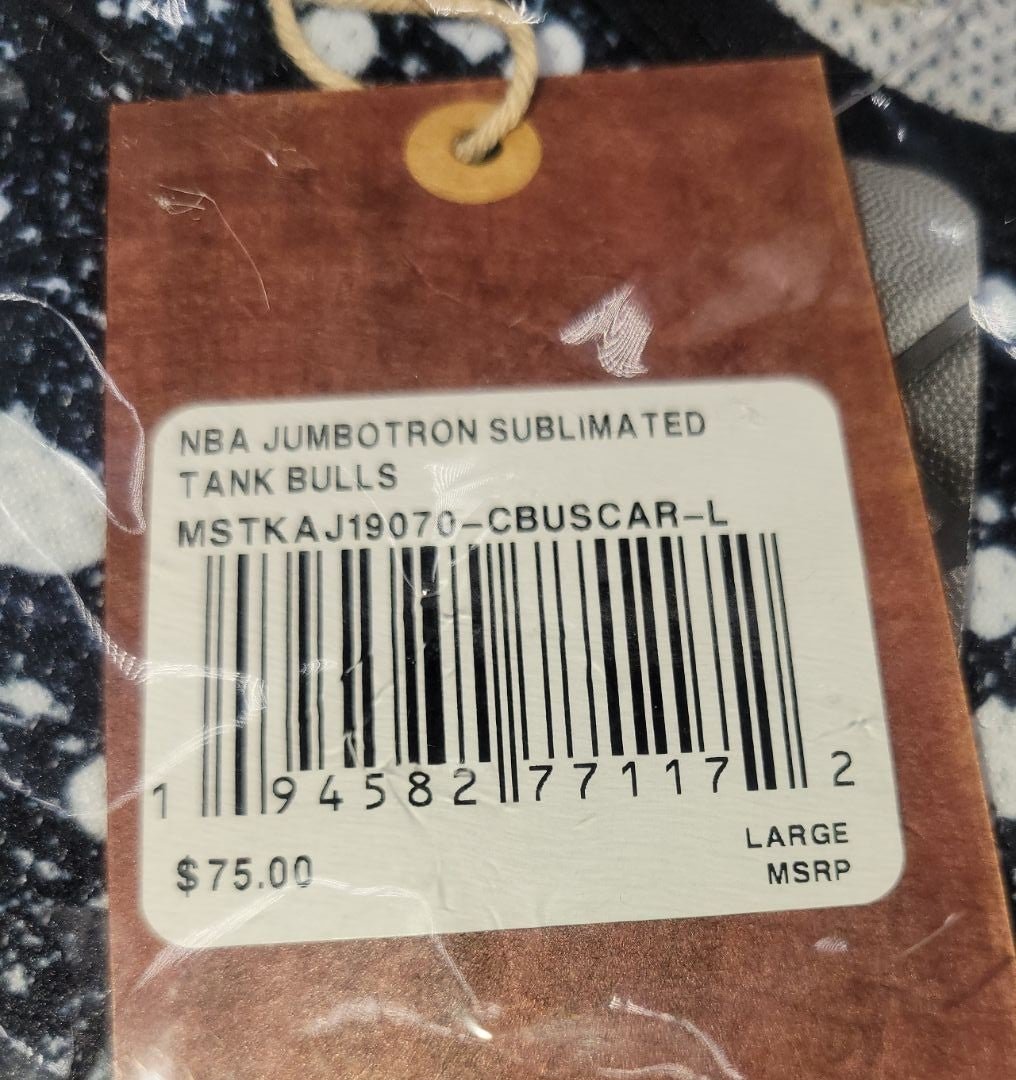 NBA JUMBOTRON SUBLIMATED
TANK BULLS
MSTKAJ19070-CBUSCAR-L
1 94582 77117 2
$75.00
LARGE
MSRP